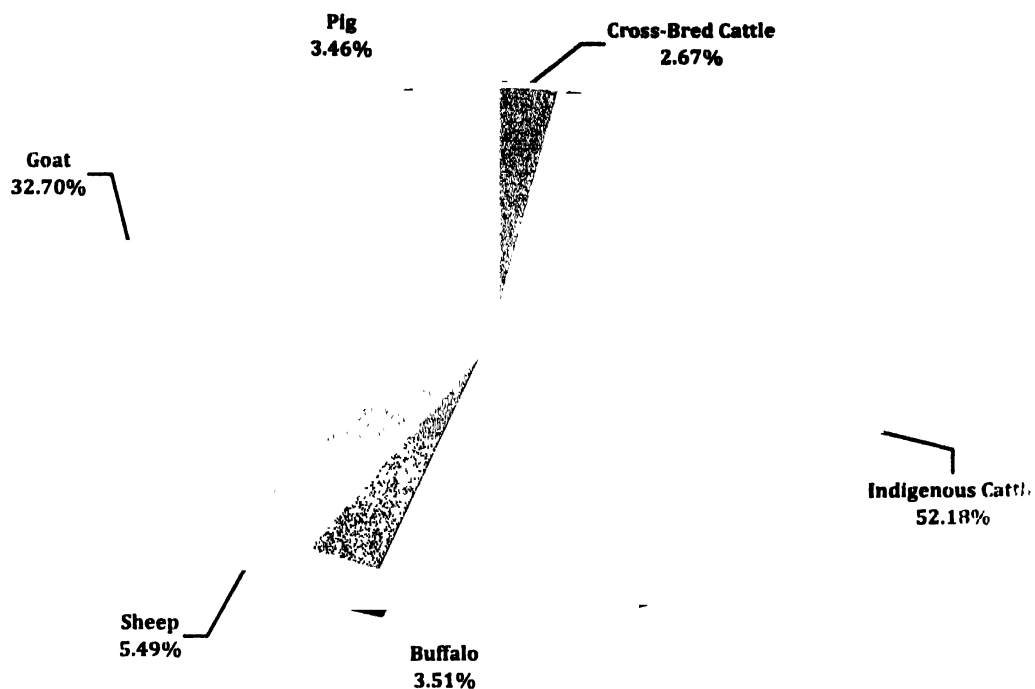 Pig
3.46%
Cross-Bred Cattle
2.67%
Goat
32.70%
Indigenous Cattle
52.18%
Sheep
5.49%
Buffalo
3.51%